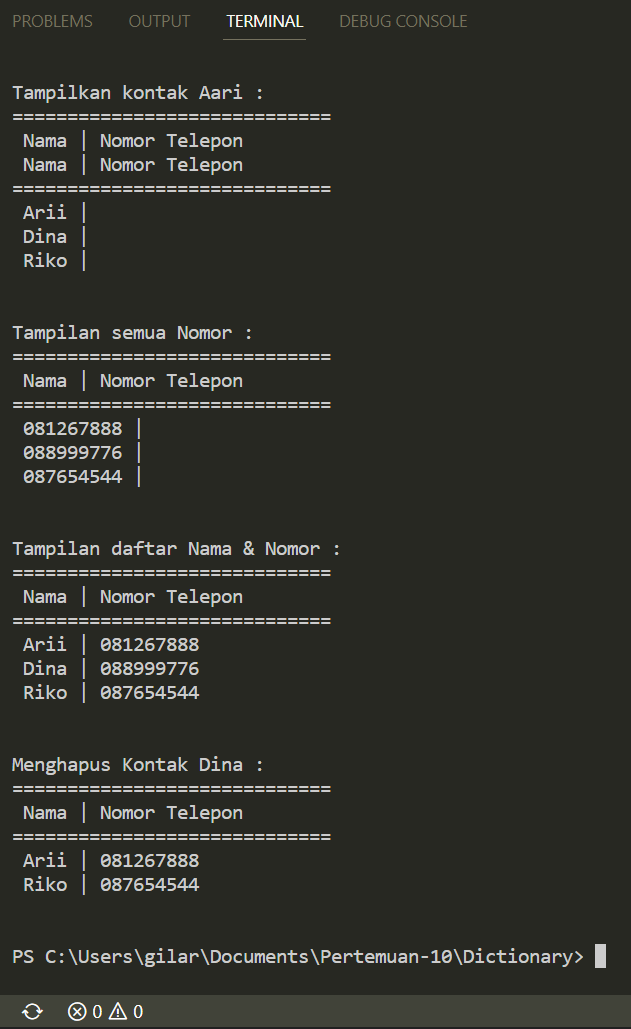 PROBLEMS OUTPUT TERMINAL DEBUG CONSOLE
Tampilkan kontak Aari :
=============================
Nama | Nomor Telepon
Nama | Nomor Telepon
=============================
Arii |
Dina |
Riko |
Tampilan semua Nomor :
=============================
Nama | Nomor Telepon
=============================
081267888 |
088999776 |
087654544 |
Tampilan daftar Nama & Nomor :
=============================
Nama | Nomor Telepon
=============================
Arii | 081267888
Dina | 088999776
Riko | 087654544
Menghapus Kontak Dina :
=============================
Nama | Nomor Telepon
=============================
Arii | 081267888
Riko | 087654544
PS C:\Users\gilar\Documents\Pertemuan-10\Dictionary>
0 0